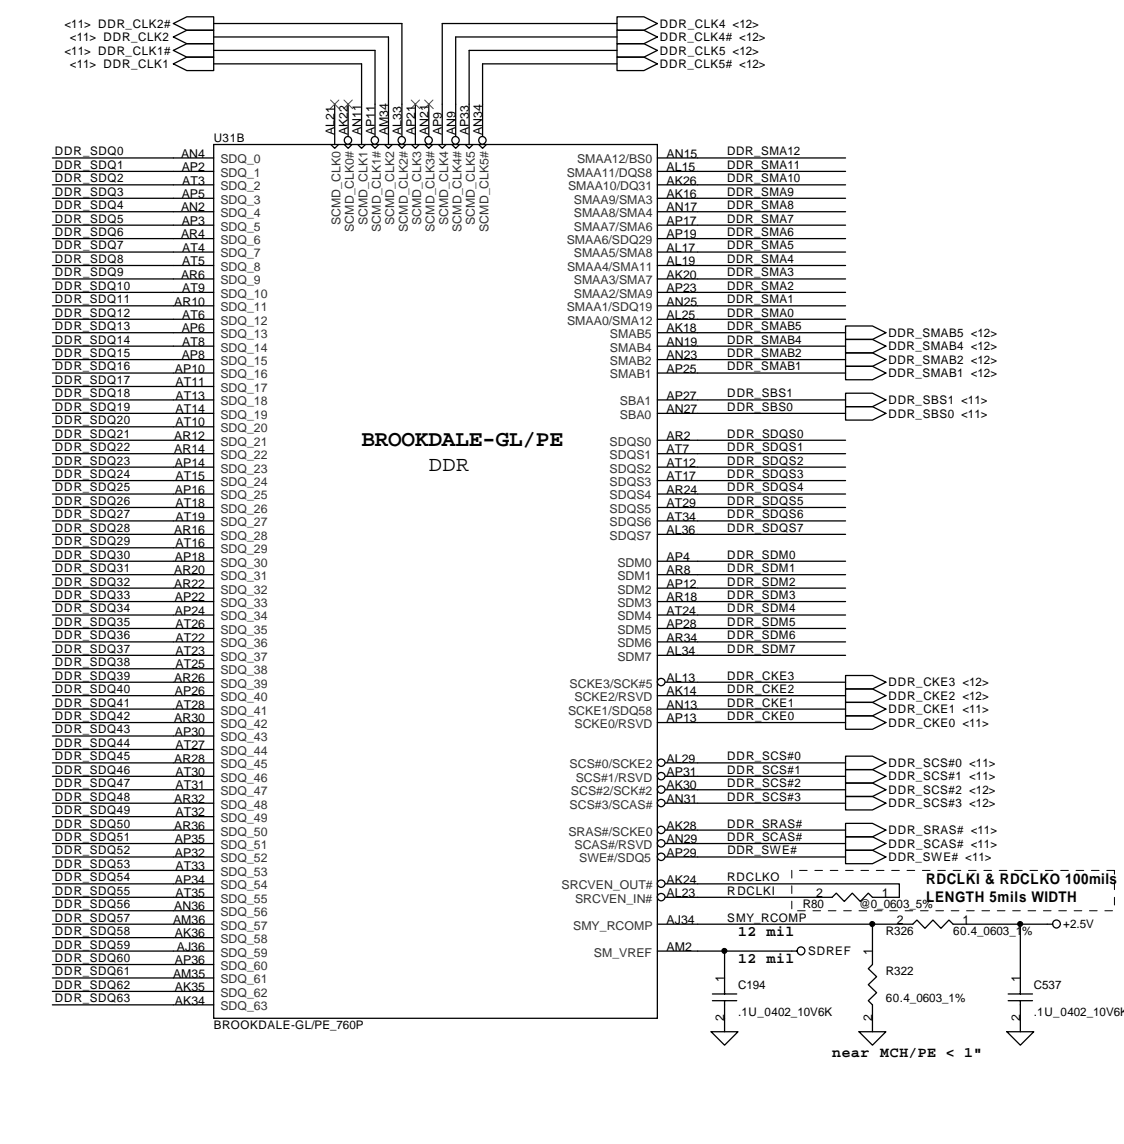 <11> DDR_CLK2#
<11> DDR_CLK2
<11> DDR_CLK1#
<11> DDR_CLK1
DDR_CLK4 <12>
DDR_CLK4# <12>
DDR_CLK5 <12>
DDR_CLK5# <12>
AL21 SCMD_CLK0
AK22 SCMD_CLK0#
AN11 SCMD_CLK1
AP11 SCMD_CLK1#
AM34 SCMD_CLK2
AL33 SCMD_CLK2#
AP21 SCMD_CLK3
AN21 SCMD_CLK3#
AP9 SCMD_CLK4
AN9 SCMD_CLK4#
AP33 SCMD_CLK5
AN34 SCMD_CLK5#
U31B
DDR_SDQ0 AN4 SDQ_0
DDR_SDQ1 AP2 SDQ_1
DDR_SDQ2 AT3 SDQ_2
DDR_SDQ3 AP5 SDQ_3
DDR_SDQ4 AN2 SDQ_4
DDR_SDQ5 AP3 SDQ_5
DDR_SDQ6 AR4 SDQ_6
DDR_SDQ7 AT4 SDQ_7
DDR_SDQ8 AT5 SDQ_8
DDR_SDQ9 AR6 SDQ_9
DDR_SDQ10 AT9 SDQ_10
DDR_SDQ11 AR10 SDQ_11
DDR_SDQ12 AT6 SDQ_12
DDR_SDQ13 AP6 SDQ_13
DDR_SDQ14 AT8 SDQ_14
DDR_SDQ15 AP8 SDQ_15
DDR_SDQ16 AP10 SDQ_16
DDR_SDQ17 AT11 SDQ_17
DDR_SDQ18 AT13 SDQ_18
DDR_SDQ19 AT14 SDQ_19
DDR_SDQ20 AT10 SDQ_20
DDR_SDQ21 AR12 SDQ_21
DDR_SDQ22 AR14 SDQ_22
DDR_SDQ23 AP14 SDQ_23
DDR_SDQ24 AT15 SDQ_24
DDR_SDQ25 AP16 SDQ_25
DDR_SDQ26 AT18 SDQ_26
DDR_SDQ27 AT19 SDQ_27
DDR_SDQ28 AR16 SDQ_28
DDR_SDQ29 AT16 SDQ_29
DDR_SDQ30 AP18 SDQ_30
DDR_SDQ31 AR20 SDQ_31
DDR_SDQ32 AR22 SDQ_32
DDR_SDQ33 AP22 SDQ_33
DDR_SDQ34 AP24 SDQ_34
DDR_SDQ35 AT26 SDQ_35
DDR_SDQ36 AT22 SDQ_36
DDR_SDQ37 AT23 SDQ_37
DDR_SDQ38 AT25 SDQ_38
DDR_SDQ39 AR26 SDQ_39
DDR_SDQ40 AP26 SDQ_40
DDR_SDQ41 AT28 SDQ_41
DDR_SDQ42 AR30 SDQ_42
DDR_SDQ43 AP30 SDQ_43
DDR_SDQ44 AT27 SDQ_44
DDR_SDQ45 AR28 SDQ_45
DDR_SDQ46 AT30 SDQ_46
DDR_SDQ47 AT31 SDQ_47
DDR_SDQ48 AR32 SDQ_48
DDR_SDQ49 AT32 SDQ_49
DDR_SDQ50 AR36 SDQ_50
DDR_SDQ51 AP35 SDQ_51
DDR_SDQ52 AP32 SDQ_52
DDR_SDQ53 AT33 SDQ_53
DDR_SDQ54 AP34 SDQ_54
DDR_SDQ55 AT35 SDQ_55
DDR_SDQ56 AN36 SDQ_56
DDR_SDQ57 AM36 SDQ_57
DDR_SDQ58 AK36 SDQ_58
DDR_SDQ59 AJ36 SDQ_59
DDR_SDQ60 AP36 SDQ_60
DDR_SDQ61 AM35 SDQ_61
DDR_SDQ62 AK35 SDQ_62
DDR_SDQ63 AK34 SDQ_63
BROOKDALE-GL/PE
DDR
SMAA12/BS0 AN15 DDR_SMA12
SMAA11/DQS8 AL15 DDR_SMA11
SMAA10/DQ31 AK26 DDR_SMA10
SMAA9/SMA3 AK16 DDR_SMA9
SMAA8/SMA4 AN17 DDR_SMA8
SMAA7/SMA6 AP17 DDR_SMA7
SMAA6/SDQ29 AP19 DDR_SMA6
SMAA5/SMA8 AL17 DDR_SMA5
SMAA4/SMA11 AL19 DDR_SMA4
SMAA3/SMA7 AK20 DDR_SMA3
SMAA2/SMA9 AP23 DDR_SMA2
SMAA1/SDQ19 AN25 DDR_SMA1
SMAA0/SMA12 AL25 DDR_SMA0
SMAB5 AK18 DDR_SMAB5 DDR_SMAB5 <12>
SMAB4 AN19 DDR_SMAB4 DDR_SMAB4 <12>
SMAB2 AN23 DDR_SMAB2 DDR_SMAB2 <12>
SMAB1 AP25 DDR_SMAB1 DDR_SMAB1 <12>
SBA1 AP27 DDR_SBS1 DDR_SBS1 <11>
SBA0 AN27 DDR_SBS0 DDR_SBS0 <11>
SDQS0 AR2 DDR_SDQS0
SDQS1 AT7 DDR_SDQS1
SDQS2 AT12 DDR_SDQS2
SDQS3 AT17 DDR_SDQS3
SDQS4 AR24 DDR_SDQS4
SDQS5 AT29 DDR_SDQS5
SDQS6 AT34 DDR_SDQS6
SDQS7 AL36 DDR_SDQS7
SDM0 AP4 DDR_SDM0
SDM1 AR8 DDR_SDM1
SDM2 AP12 DDR_SDM2
SDM3 AR18 DDR_SDM3
SDM4 AT24 DDR_SDM4
SDM5 AP28 DDR_SDM5
SDM6 AR34 DDR_SDM6
SDM7 AL34 DDR_SDM7
SCKE3/SCK#5 AL13 DDR_CKE3 DDR_CKE3 <12>
SCKE2/RSVD AK14 DDR_CKE2 DDR_CKE2 <12>
SCKE1/SDQ58 AN13 DDR_CKE1 DDR_CKE1 <11>
SCKE0/RSVD AP13 DDR_CKE0 DDR_CKE0 <11>
SCS#0/SCKE2 AL29 DDR_SCS#0 DDR_SCS#0 <11>
SCS#1/RSVD AP31 DDR_SCS#1 DDR_SCS#1 <11>
SCS#2/SCK#2 AK30 DDR_SCS#2 DDR_SCS#2 <12>
SCS#3/SCAS# AN31 DDR_SCS#3 DDR_SCS#3 <12>
SRAS#/SCKE0 AK28 DDR_SRAS# DDR_SRAS# <11>
SCAS#/RSVD AN29 DDR_SCAS# DDR_SCAS# <11>
SWE#/SDQ5 AP29 DDR_SWE# DDR_SWE# <11>
SRCVEN_OUT# AK24 RDCLKO
SRCVEN_IN# AL23 RDCLKI
2 1
R80 @0_0603_5%
RDCLKI & RDCLKO 100mils
LENGTH 5mils WIDTH
SMY_RCOMP AJ34 SMY_RCOMP
12 mil
2 1
R326 60.4_0603_1%
+2.5V
SM_VREF AM2
12 mil
SDREF
1
C194
.1U_0402_10V6K
2
1
R322
60.4_0603_1%
2
1
C537
.1U_0402_10V6K
2
BROOKDALE-GL/PE_760P
near MCH/PE < 1"